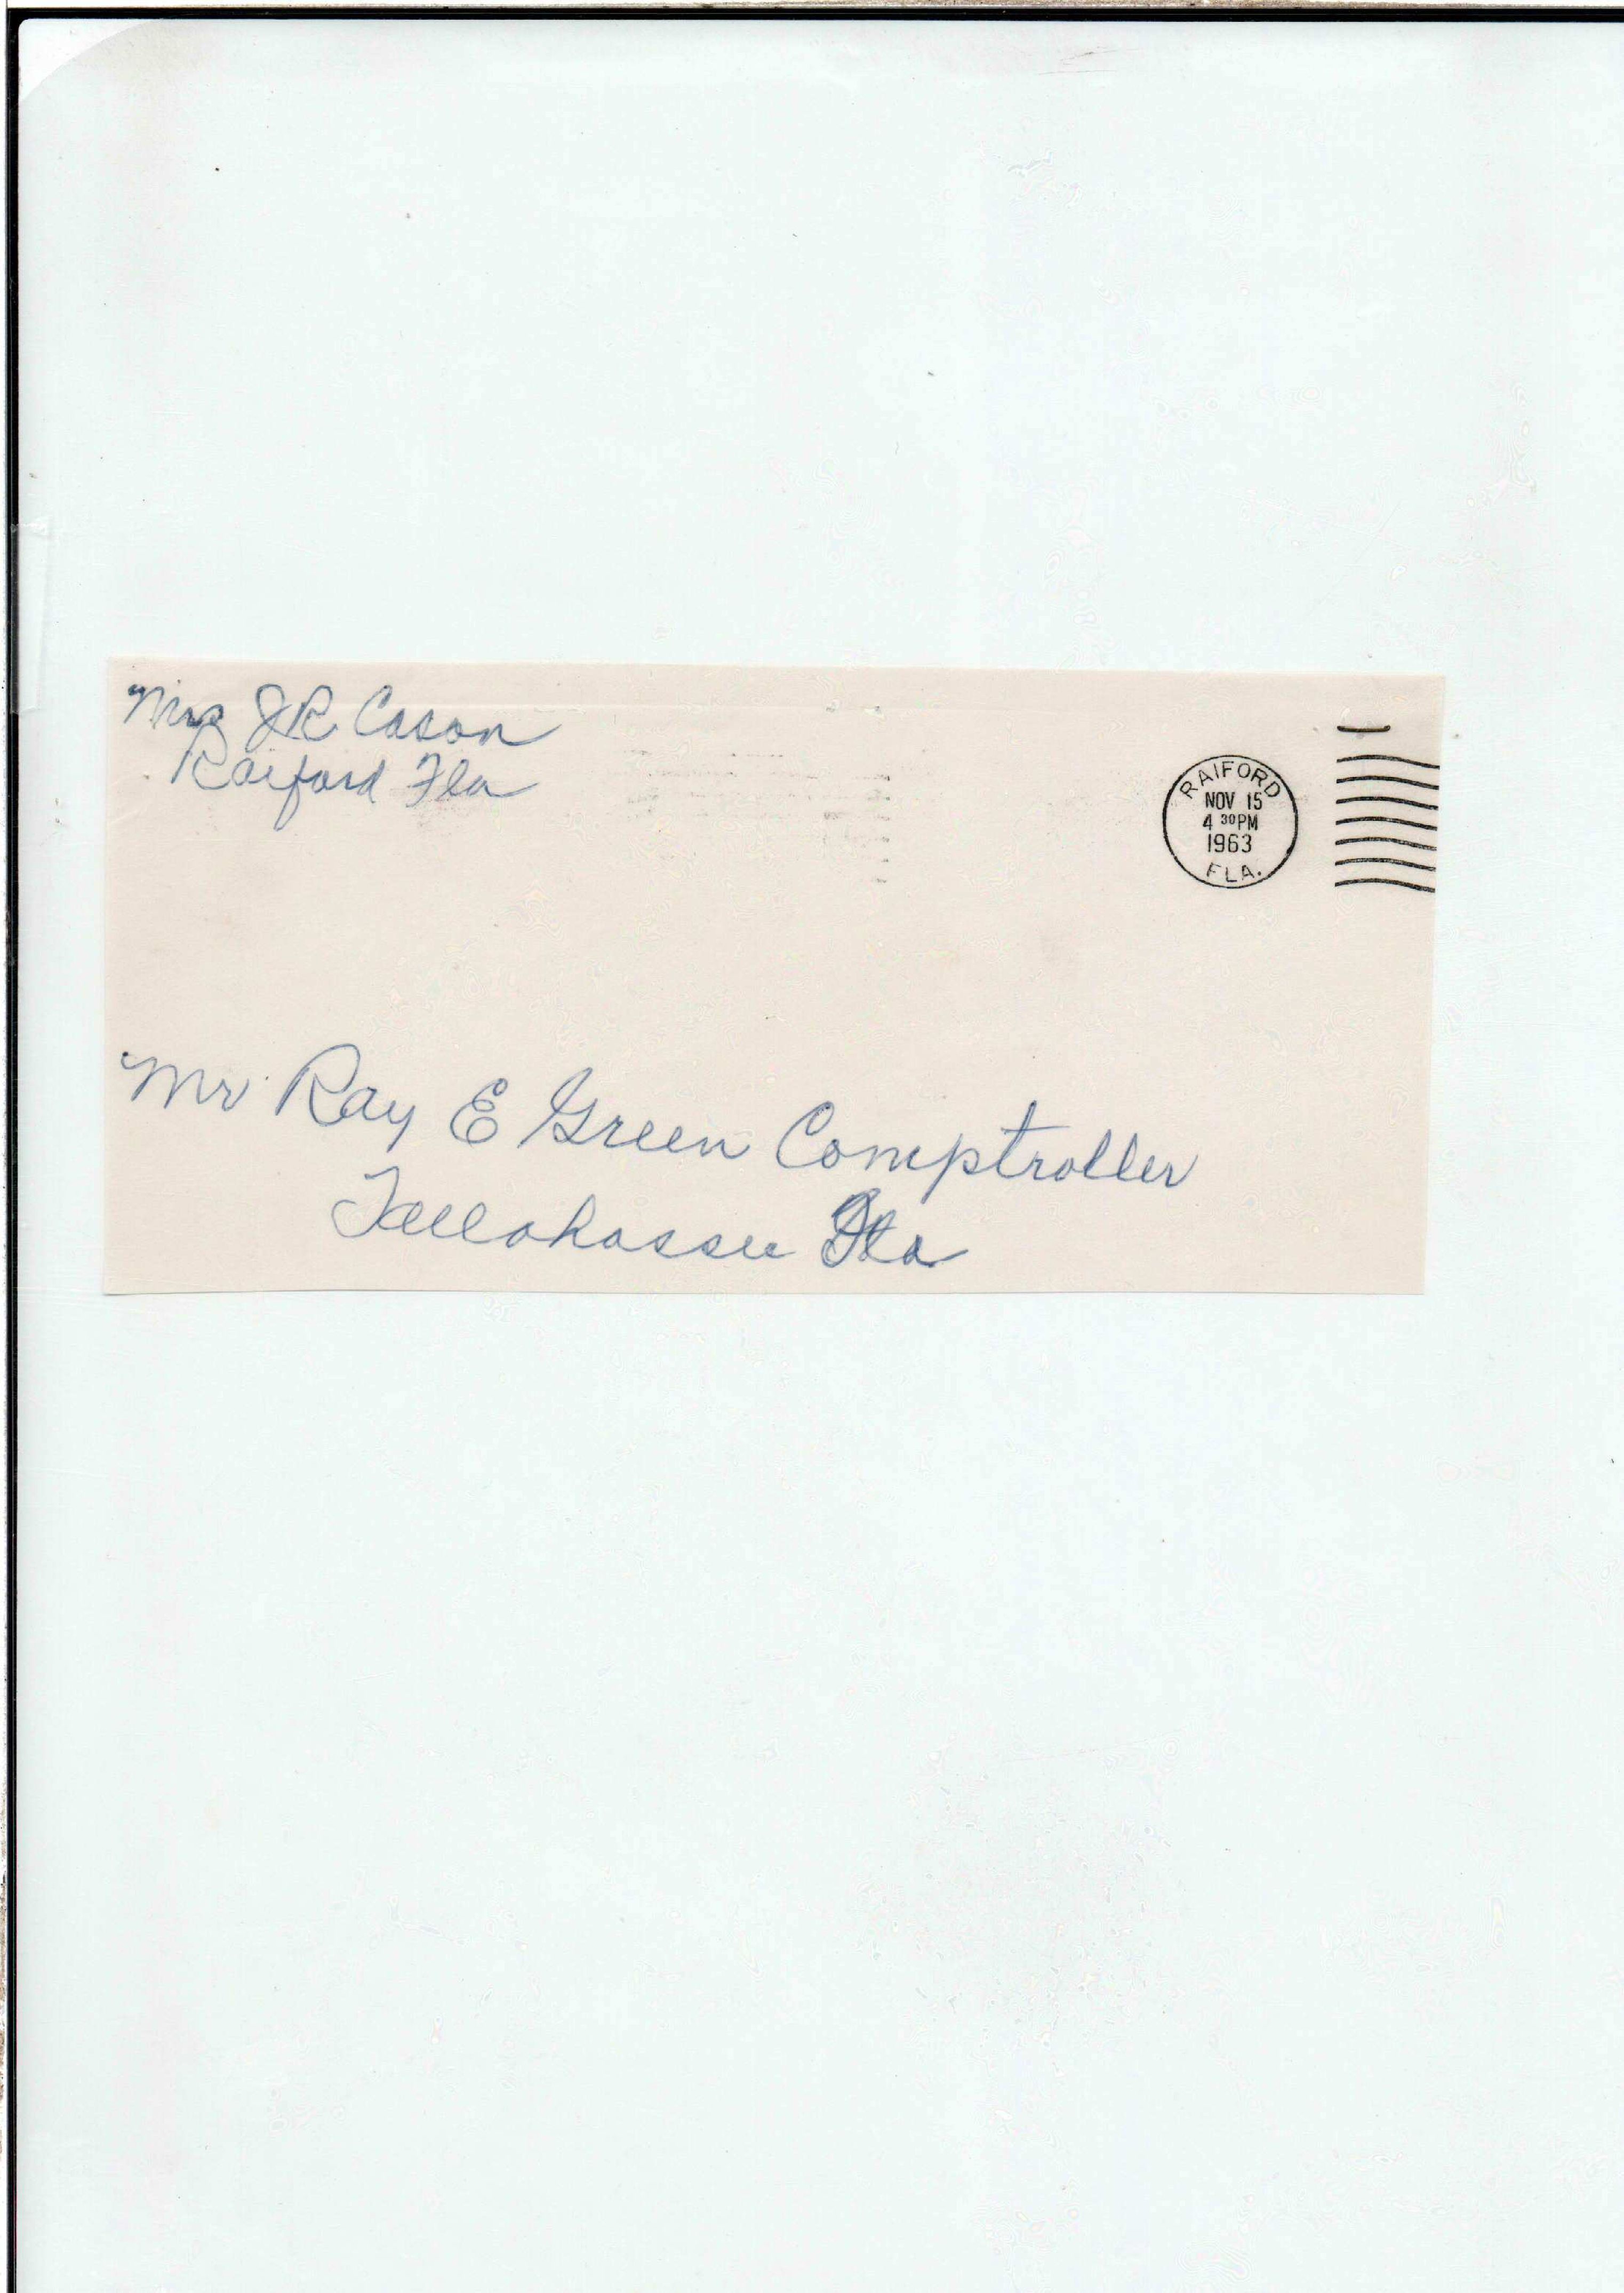 Mrs J R Cason
Raiford Fla
RAIFORD
NOV 15
4 30PM
1963
FLA.
Mr Ray E Green Comptroller
Tallahassee Fla